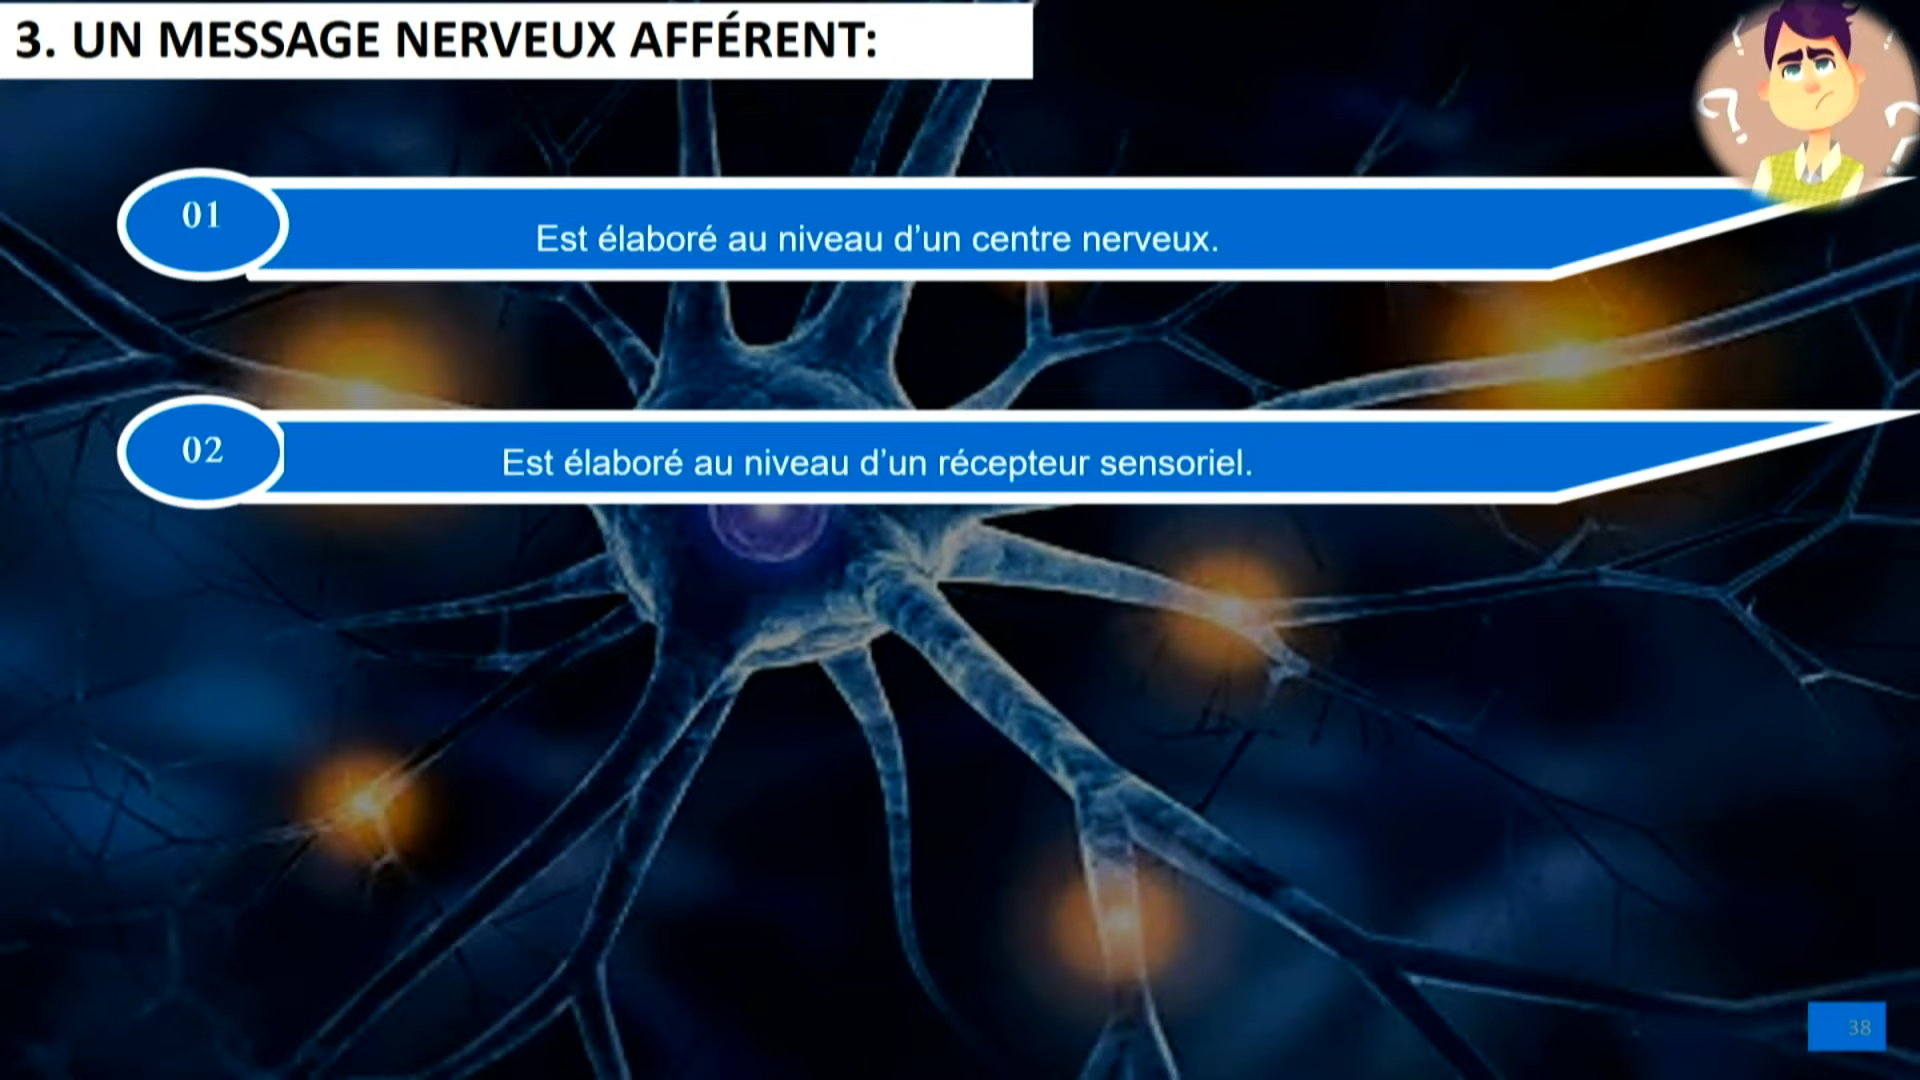 3. UN MESSAGE NERVEUX AFFÉRENT:
01
Est élaboré au niveau d’un centre nerveux.
02
Est élaboré au niveau d’un récepteur sensoriel.
38